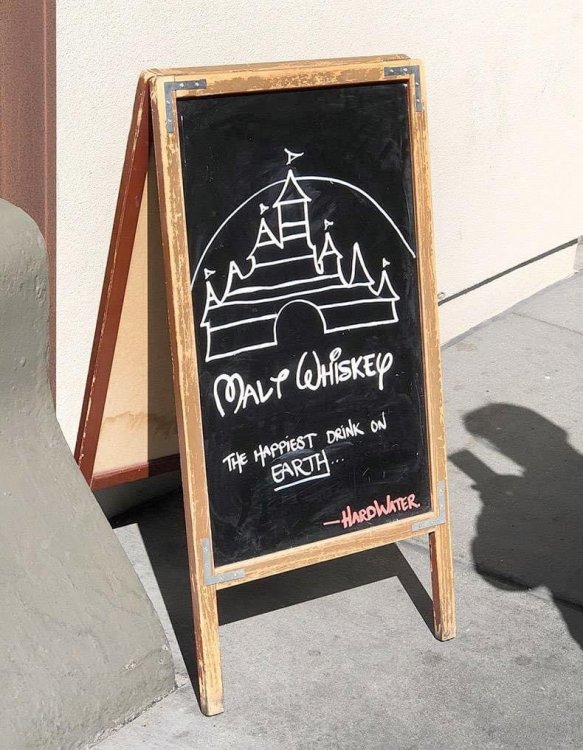 MALT WHISKEY
THE HAPPIEST DRINK ON
EARTH...
—HARDWATER